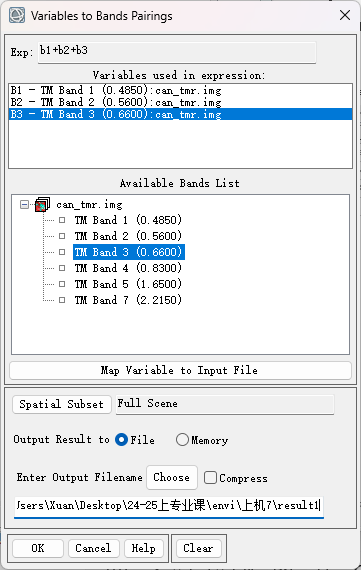 Variables to Bands Pairings
Exp: b1+b2+b3
Variables used in expression:
B1 - TM Band 1 (0.4850):can_tmr.img
B2 - TM Band 2 (0.5600):can_tmr.img
B3 - TM Band 3 (0.6600):can_tmr.img
Available Bands List
can_tmr.img
TM Band 1 (0.4850)
TM Band 2 (0.5600)
TM Band 3 (0.6600)
TM Band 4 (0.8300)
TM Band 5 (1.6500)
TM Band 7 (2.2150)
Map Variable to Input File
Spatial Subset Full Scene
Output Result to File Memory
Enter Output Filename Choose Compress
sers\Xuan\Desktop\24-25上专业课\envi\上机7\result1
OK Cancel Help Clear